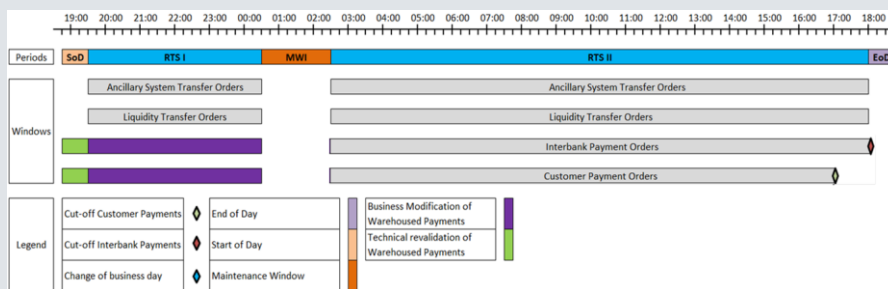 19:00 20:00 21:00 22:00 23:00 00:00 01:00 02:00 03:00 04:00 05:00 06:00 07:00 08:00 09:00 10:00 11:00 12:00 13:00 14:00 15:00 16:00 17:00 18:00
Periods SoD RTS I MWI RTS II EoD
Ancillary System Transfer Orders Ancillary System Transfer Orders
Liquidity Transfer Orders Liquidity Transfer Orders
Windows
Interbank Payment Orders
Customer Payment Orders
Cut-off Customer Payments End of Day Business Modification of
Warehoused Payments
Legend Cut-off Interbank Payments Start of Day Technical revalidation of
Warehoused Payments
Change of business day Maintenance Window